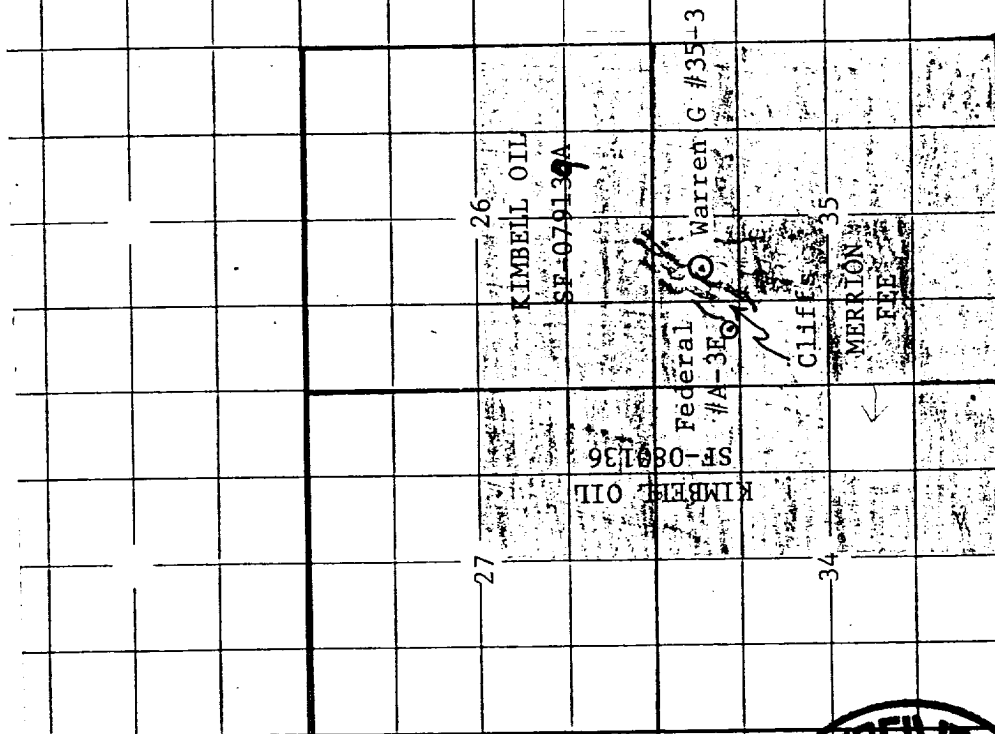 26
KIMBELL OIL
SF-079139A
Warren G #35-3
Federal
#A-3E
Cliffs
35
MERRION
FEE
27
KIMBELL OIL
SF-080136
34